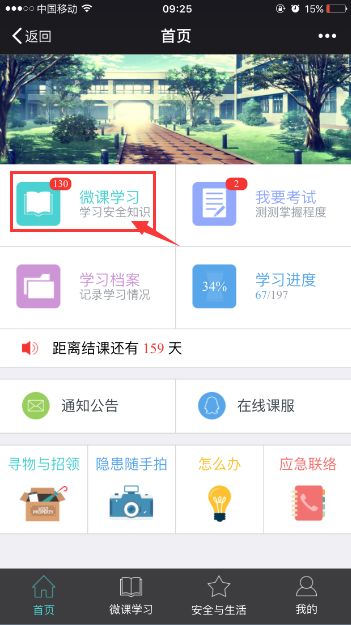 中国移动 09:25 15%
返回 首页
130
微课学习
学习安全知识
2
我要考试
测测掌握程度
学习档案
记录学习情况
34%
学习进度
67/197
距离结课还有 159 天
通知公告 在线课服
寻物与招领 隐患随手拍 怎么办 应急联络
首页 微课学习 安全与生活 我的